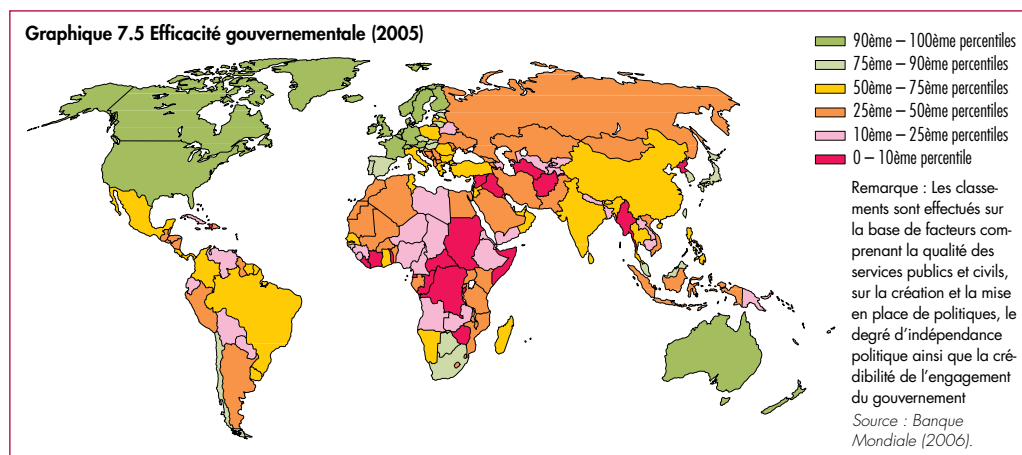 Graphique 7.5 Efficacité gouvernementale (2005)
90ème – 100ème percentiles
75ème – 90ème percentiles
50ème – 75ème percentiles
25ème – 50ème percentiles
10ème – 25ème percentiles
0 – 10ème percentile
Remarque : Les classe-
ments sont effectués sur
la base de facteurs com-
prenant la qualité des
services publics et civils,
sur la création et la mise
en place de politiques, le
degré d’indépendance
politique ainsi que la cré-
dibilité de l’engagement
du gouvernement
Source : Banque
Mondiale (2006).